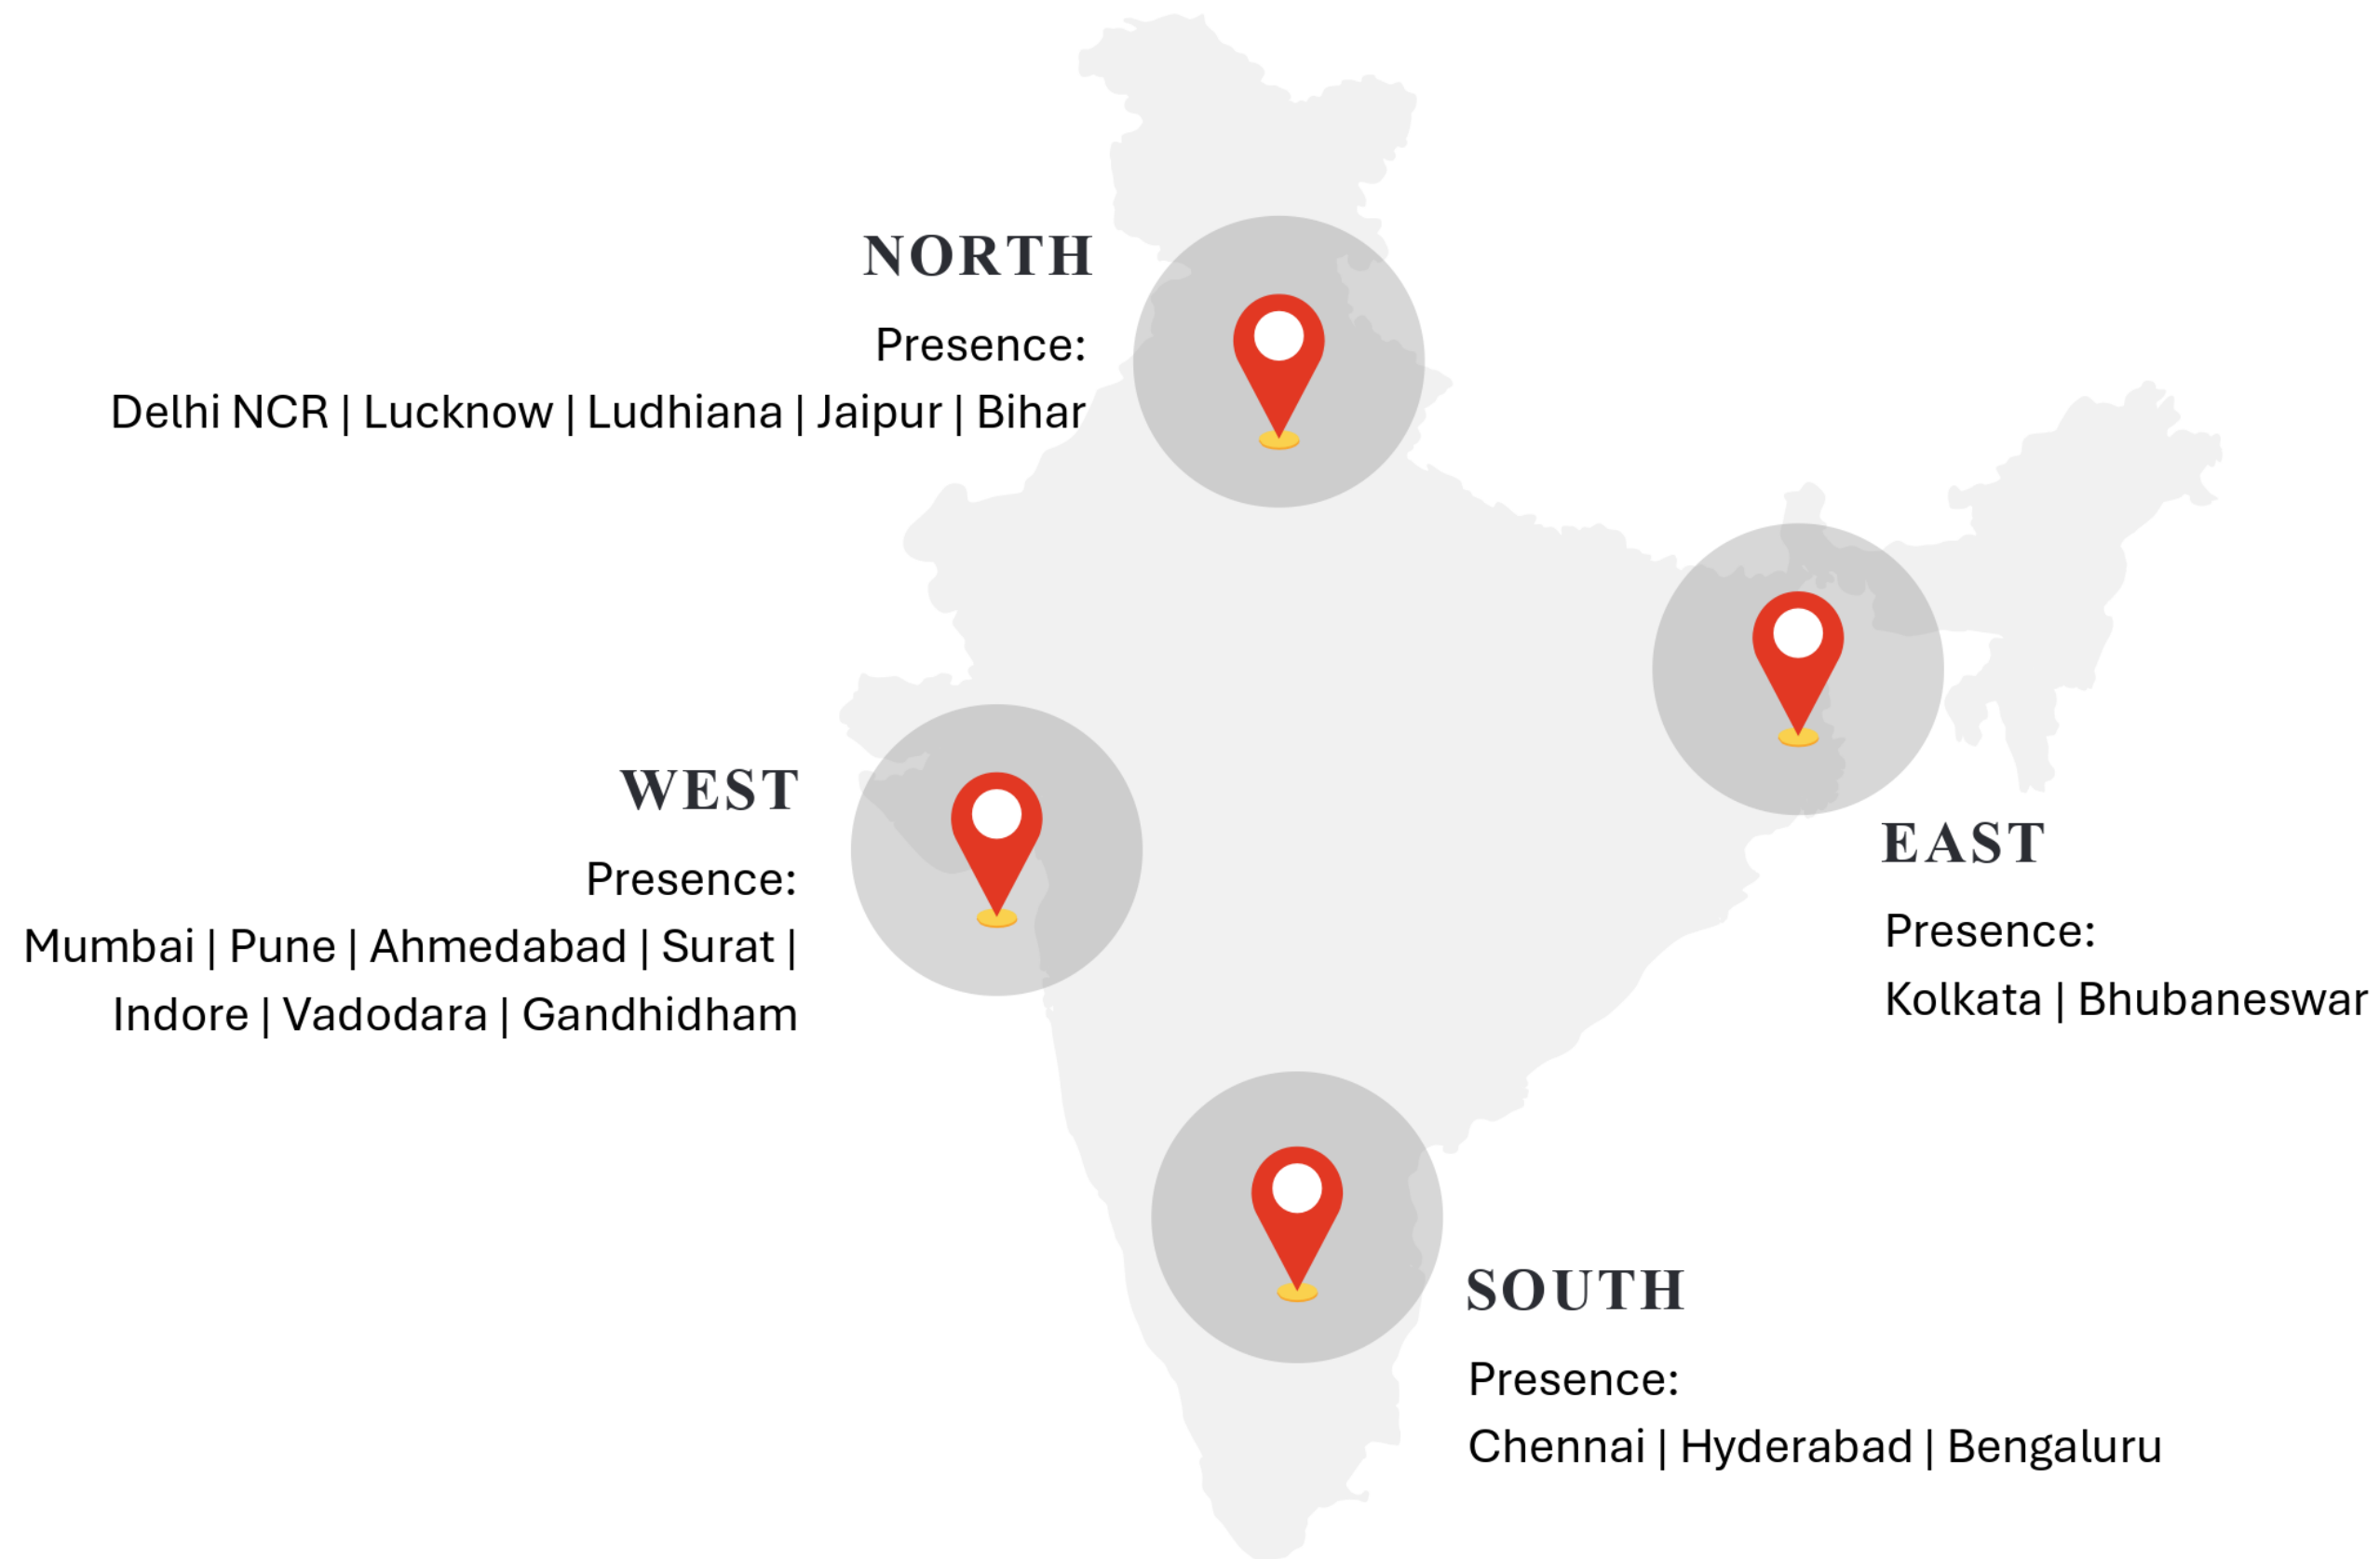 NORTH
Presence:
Delhi NCR | Lucknow | Ludhiana | Jaipur | Bihar
WEST
Presence:
Mumbai | Pune | Ahmedabad | Surat |
Indore | Vadodara | Gandhidham
EAST
Presence:
Kolkata | Bhubaneswar
SOUTH
Presence:
Chennai | Hyderabad | Bengaluru